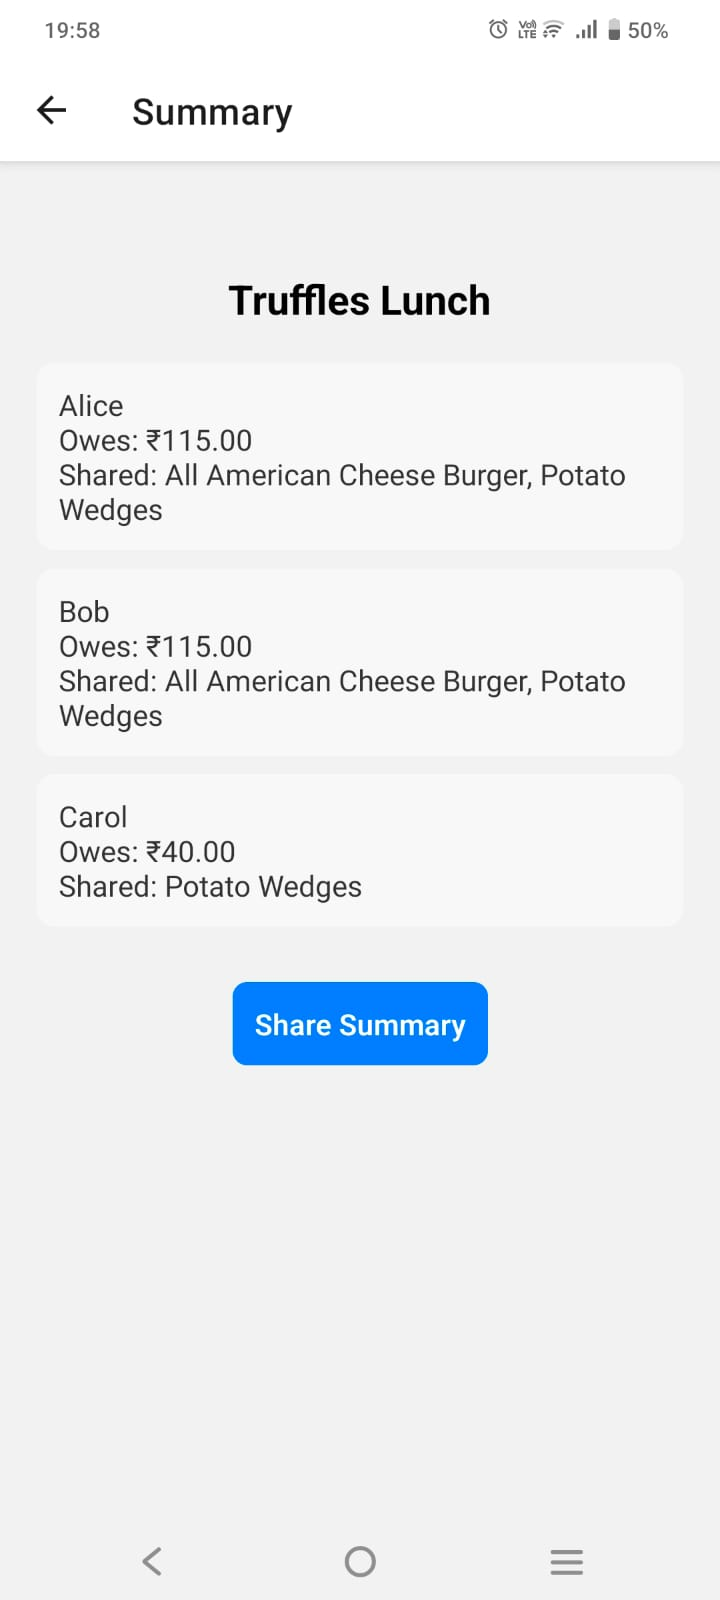 19:58
Vo) LTE 50%
Summary
Truffles Lunch
Alice
Owes: ₹115.00
Shared: All American Cheese Burger, Potato
Wedges
Bob
Owes: ₹115.00
Shared: All American Cheese Burger, Potato
Wedges
Carol
Owes: ₹40.00
Shared: Potato Wedges
Share Summary